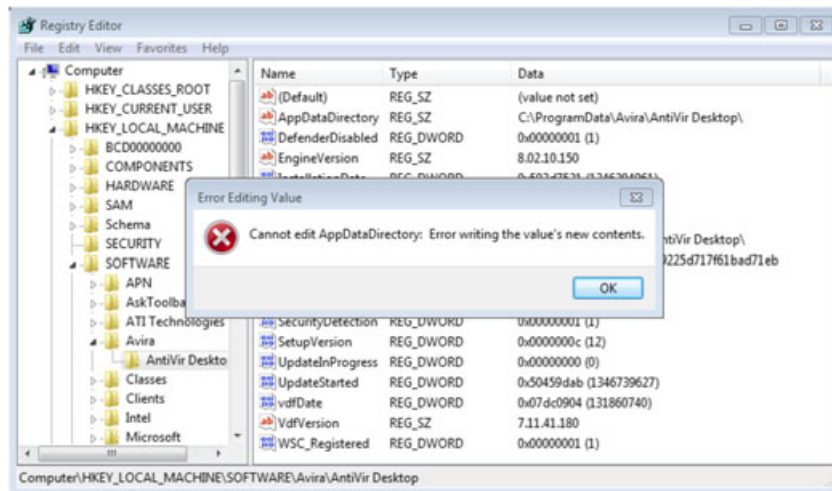 Registry Editor
File Edit View Favorites Help
Computer
HKEY_CLASSES_ROOT
HKEY_CURRENT_USER
HKEY_LOCAL_MACHINE
BCD00000000
COMPONENTS
HARDWARE
SAM
Schema
SECURITY
SOFTWARE
APN
AskToolba
ATI Technologies
Avira
AntiVir Deskto
Classes
Clients
Intel
Microsoft
Name Type Data
(Default) REG_SZ (value not set)
AppDataDirectory REG_SZ C:\ProgramData\Avira\AntiVir Desktop\
DefenderDisabled REG_DWORD 0x00000001 (1)
EngineVersion REG_SZ 8.02.10.150
Error Editing Value
Cannot edit AppDataDirectory: Error writing the value's new contents.
OK
ntiVir Desktop\
9225d717f61bad71eb
SecurityDetection REG_DWORD 0x00000001 (1)
SetupVersion REG_DWORD 0x0000000c (12)
UpdateInProgress REG_DWORD 0x00000000 (0)
UpdateStarted REG_DWORD 0x50459dab (1346739627)
vdfDate REG_DWORD 0x07dc0904 (131860740)
VdfVersion REG_SZ 7.11.41.180
WSC_Registered REG_DWORD 0x00000001 (1)
Computer\HKEY_LOCAL_MACHINE\SOFTWARE\Avira\AntiVir Desktop